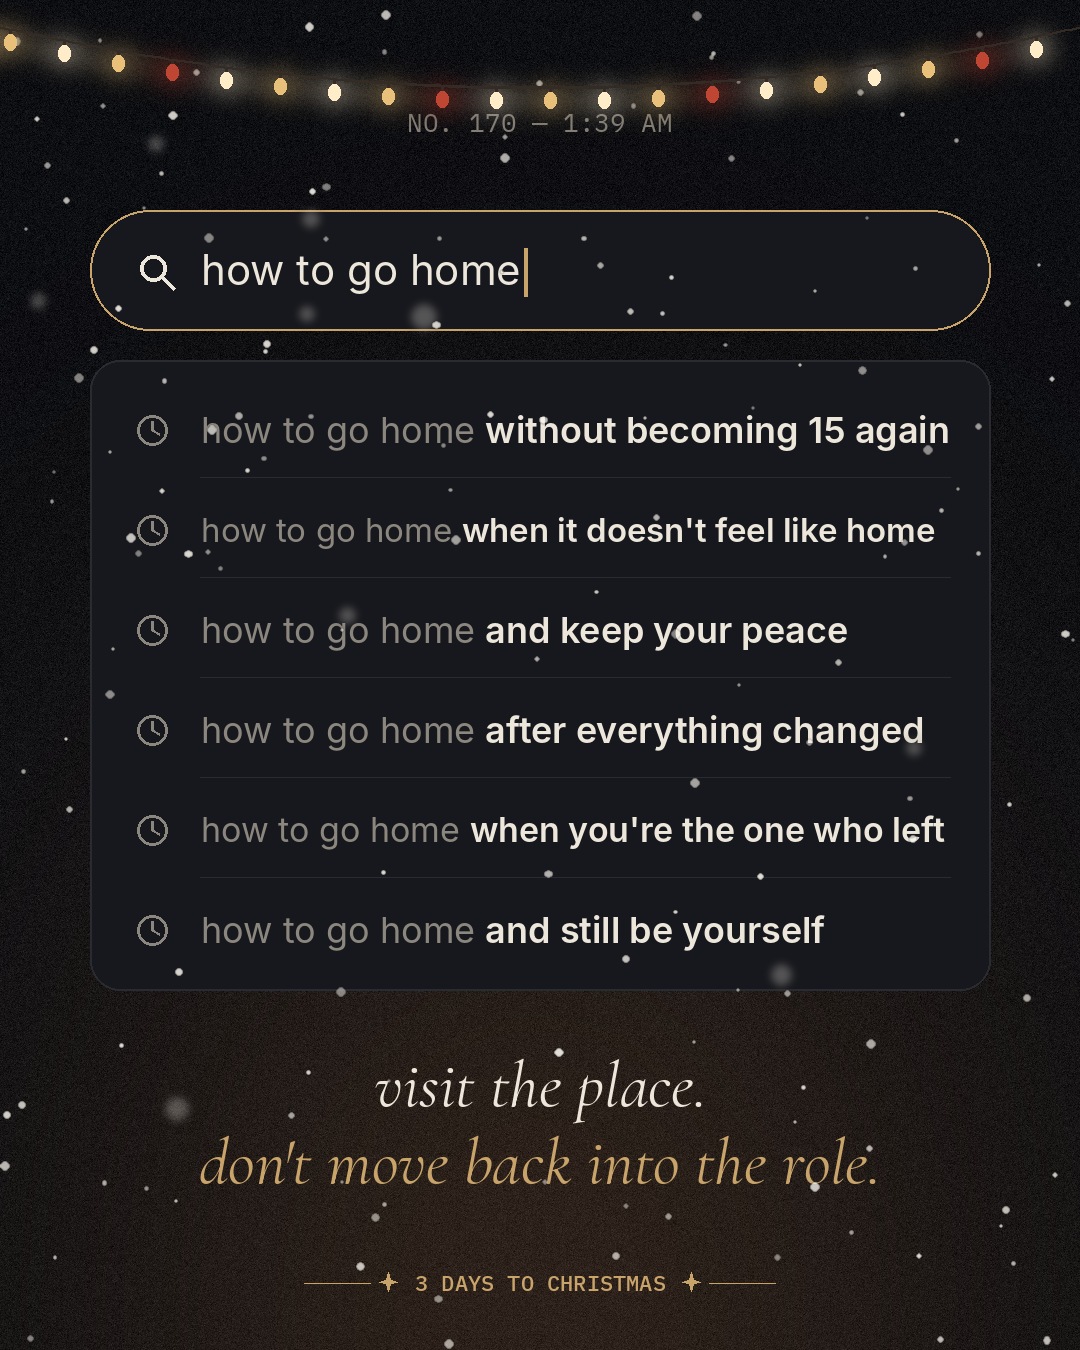 NO. 170 — 1:39 AM
how to go home
how to go home without becoming 15 again
how to go home when it doesn't feel like home
how to go home and keep your peace
how to go home after everything changed
how to go home when you're the one who left
how to go home and still be yourself
visit the place.
don't move back into the role.
3 DAYS TO CHRISTMAS